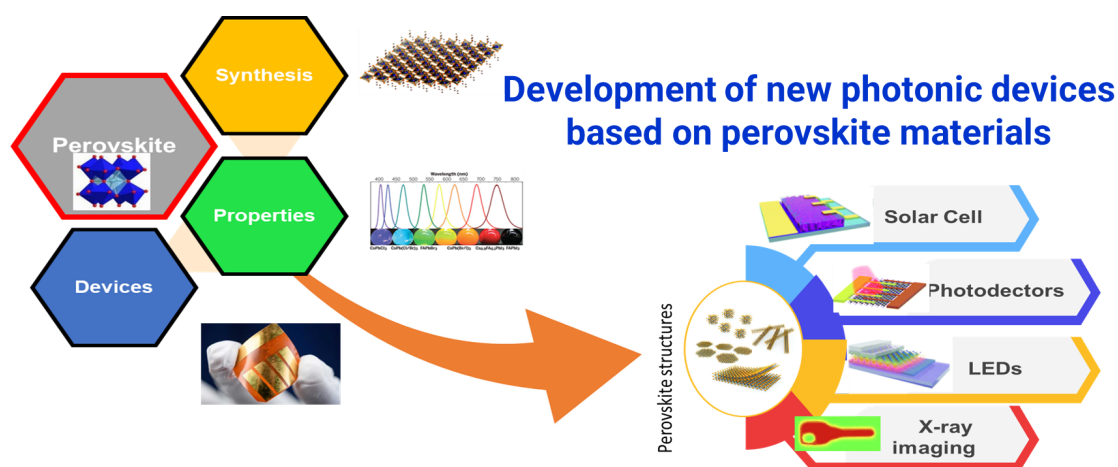 Synthesis
Perovskite
Properties
Devices
Development of new photonic devices
based on perovskite materials
Wavelength (nm)
400 450 500 550 600 650 700 750 800
Perovskite structures
Solar Cell
Photodectors
LEDs
X-ray
imaging